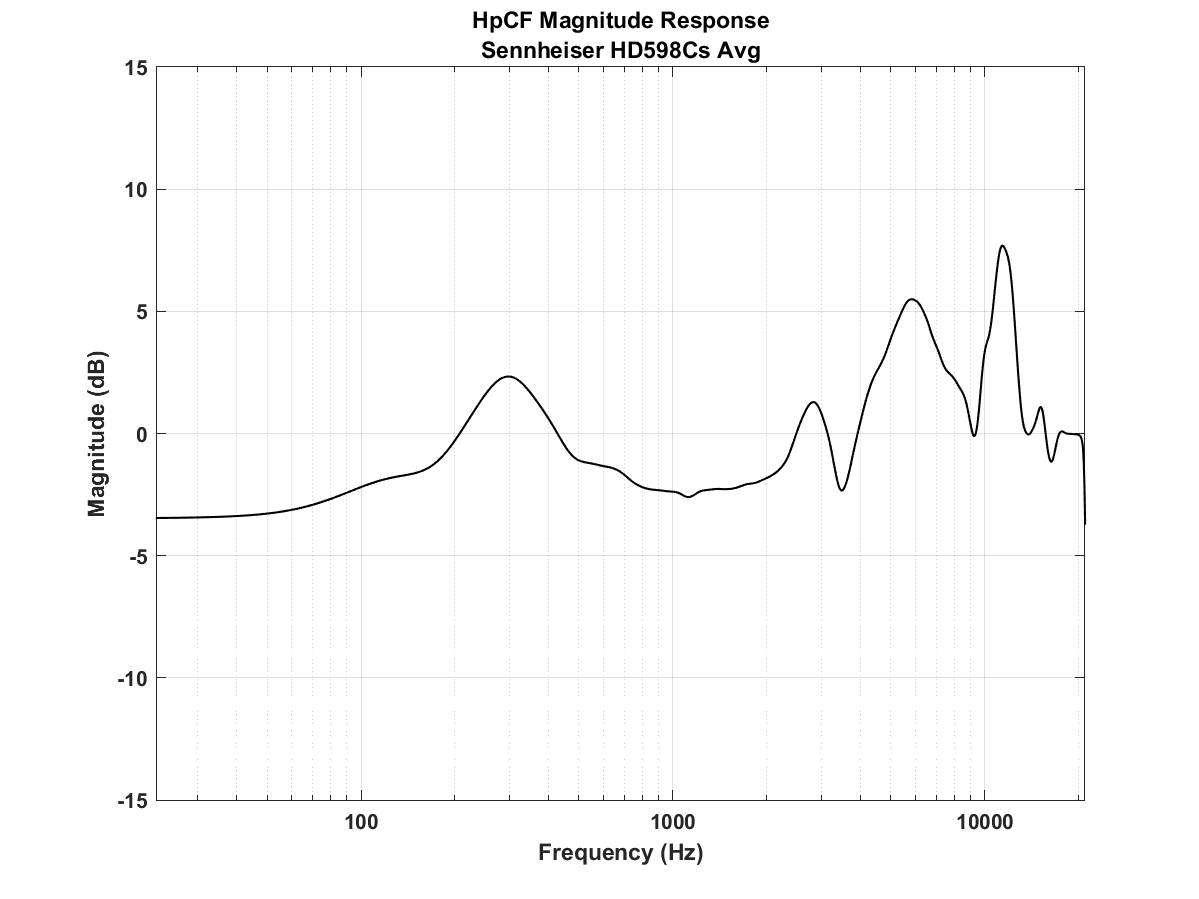 HpCF Magnitude Response
Sennheiser HD598Cs Avg
15
10
5
0
-5
-10
-15
Magnitude (dB)
100 1000 10000
Frequency (Hz)